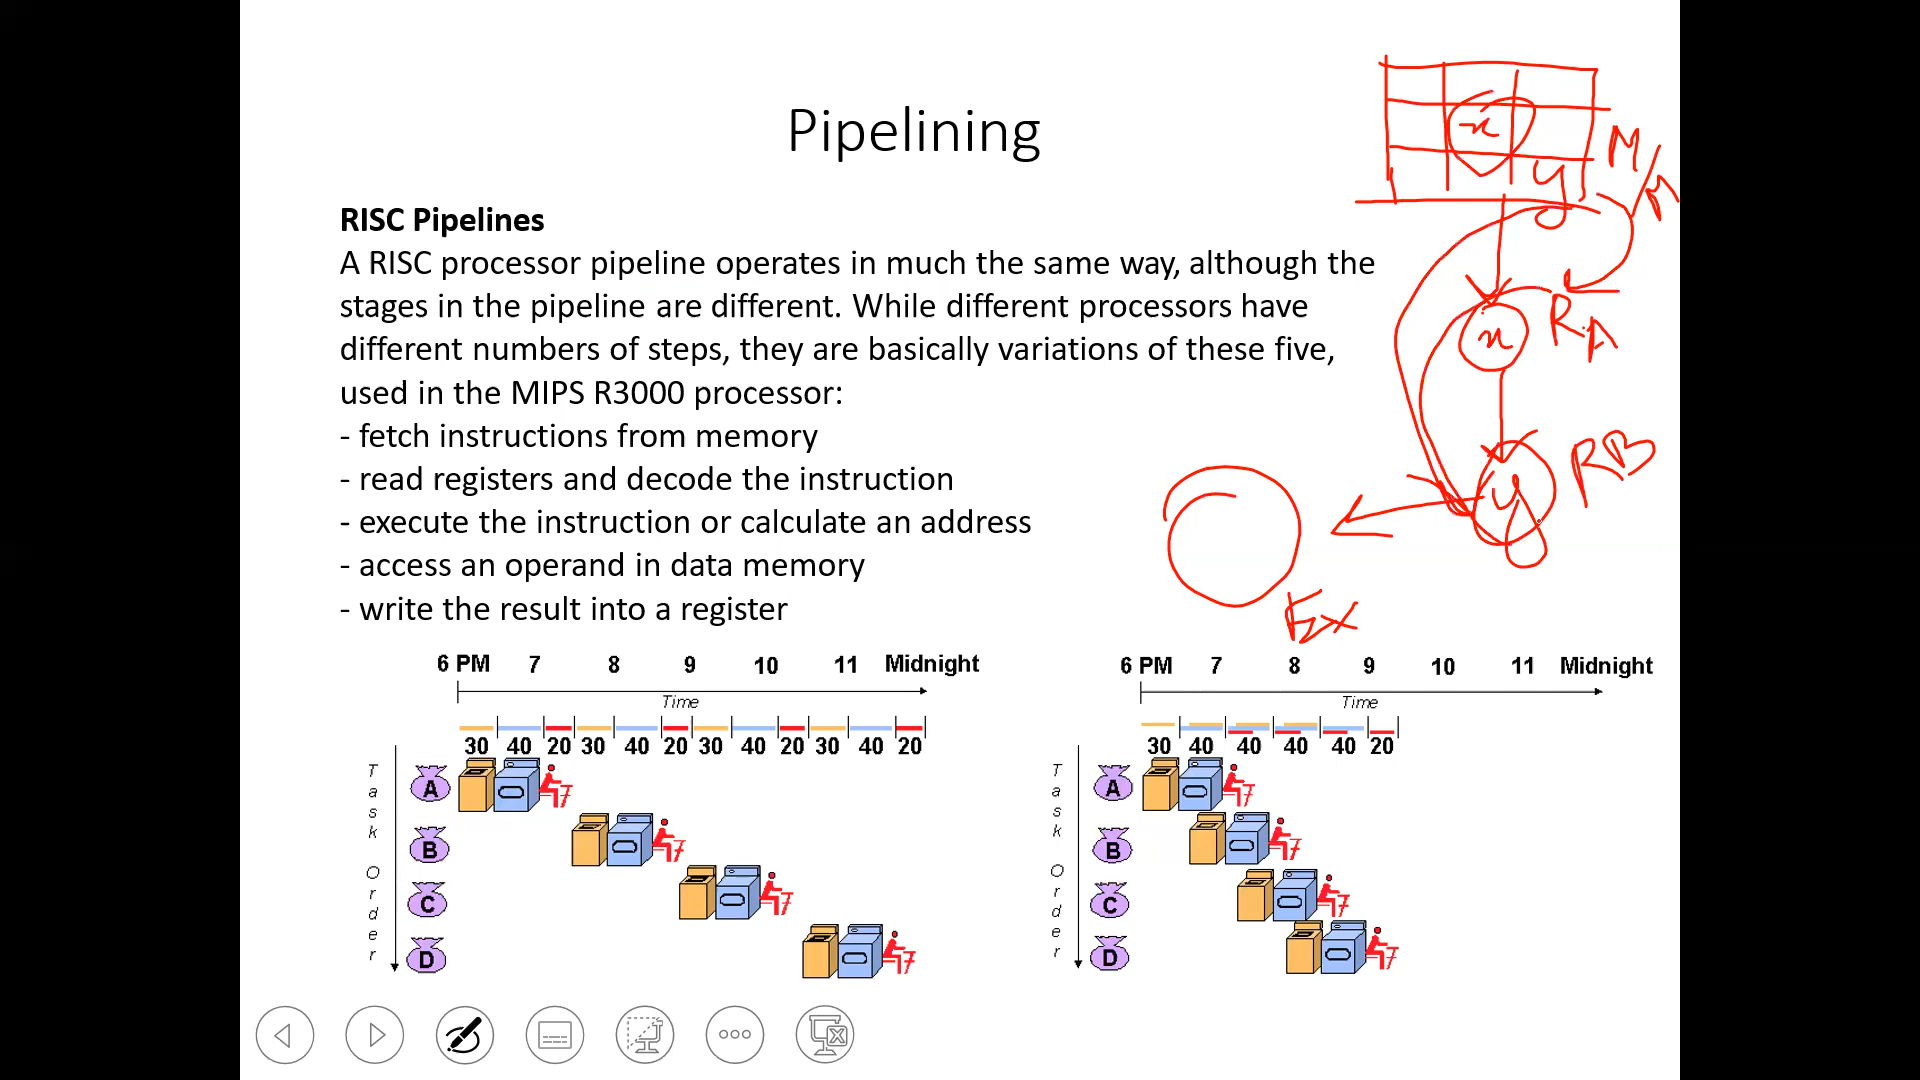 Pipelining
RISC Pipelines
A RISC processor pipeline operates in much the same way, although the
stages in the pipeline are different. While different processors have
different numbers of steps, they are basically variations of these five,
used in the MIPS R3000 processor:
- fetch instructions from memory
- read registers and decode the instruction
- execute the instruction or calculate an address
- access an operand in data memory
- write the result into a register
x
y
M/M
x
RA
y
RB
Ex
6 PM 7 8 9 10 11 Midnight
Time
30 40 20 30 40 20 30 40 20 30 40 20
Task Order
A
B
C
D
6 PM 7 8 9 10 11 Midnight
Time
30 40 40 40 40 20
Task Order
A
B
C
D